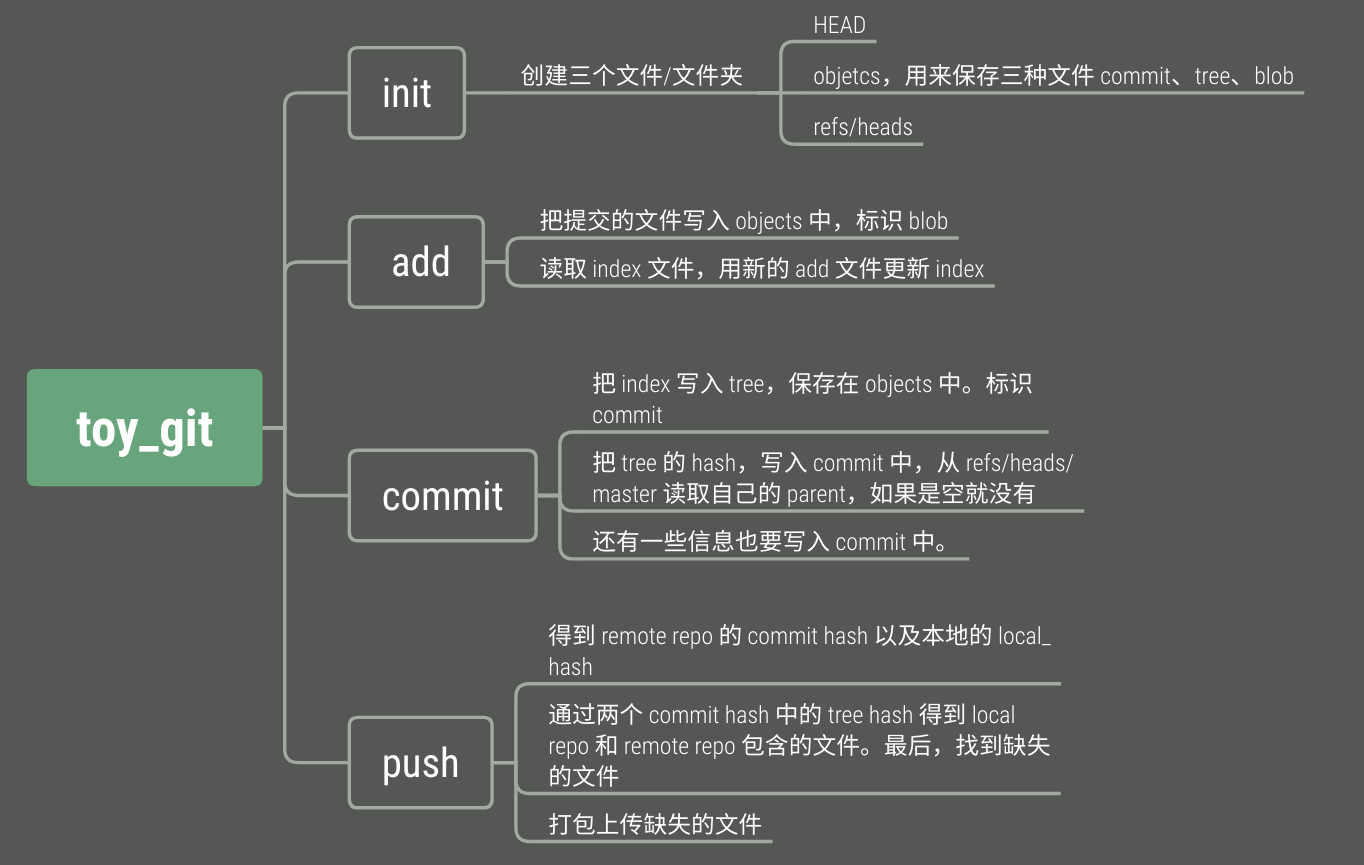 toy_git
init
创建三个文件/文件夹
HEAD
objetcs，用来保存三种文件 commit、tree、blob
refs/heads
add
把提交的文件写入 objects 中，标识 blob
读取 index 文件，用新的 add 文件更新 index
commit
把 index 写入 tree，保存在 objects 中。标识
commit
把 tree 的 hash，写入 commit 中，从 refs/heads/
master 读取自己的 parent，如果是空就没有
还有一些信息也要写入 commit 中。
push
得到 remote repo 的 commit hash 以及本地的 local_
hash
通过两个 commit hash 中的 tree hash 得到 local
repo 和 remote repo 包含的文件。最后，找到缺失
的文件
打包上传缺失的文件